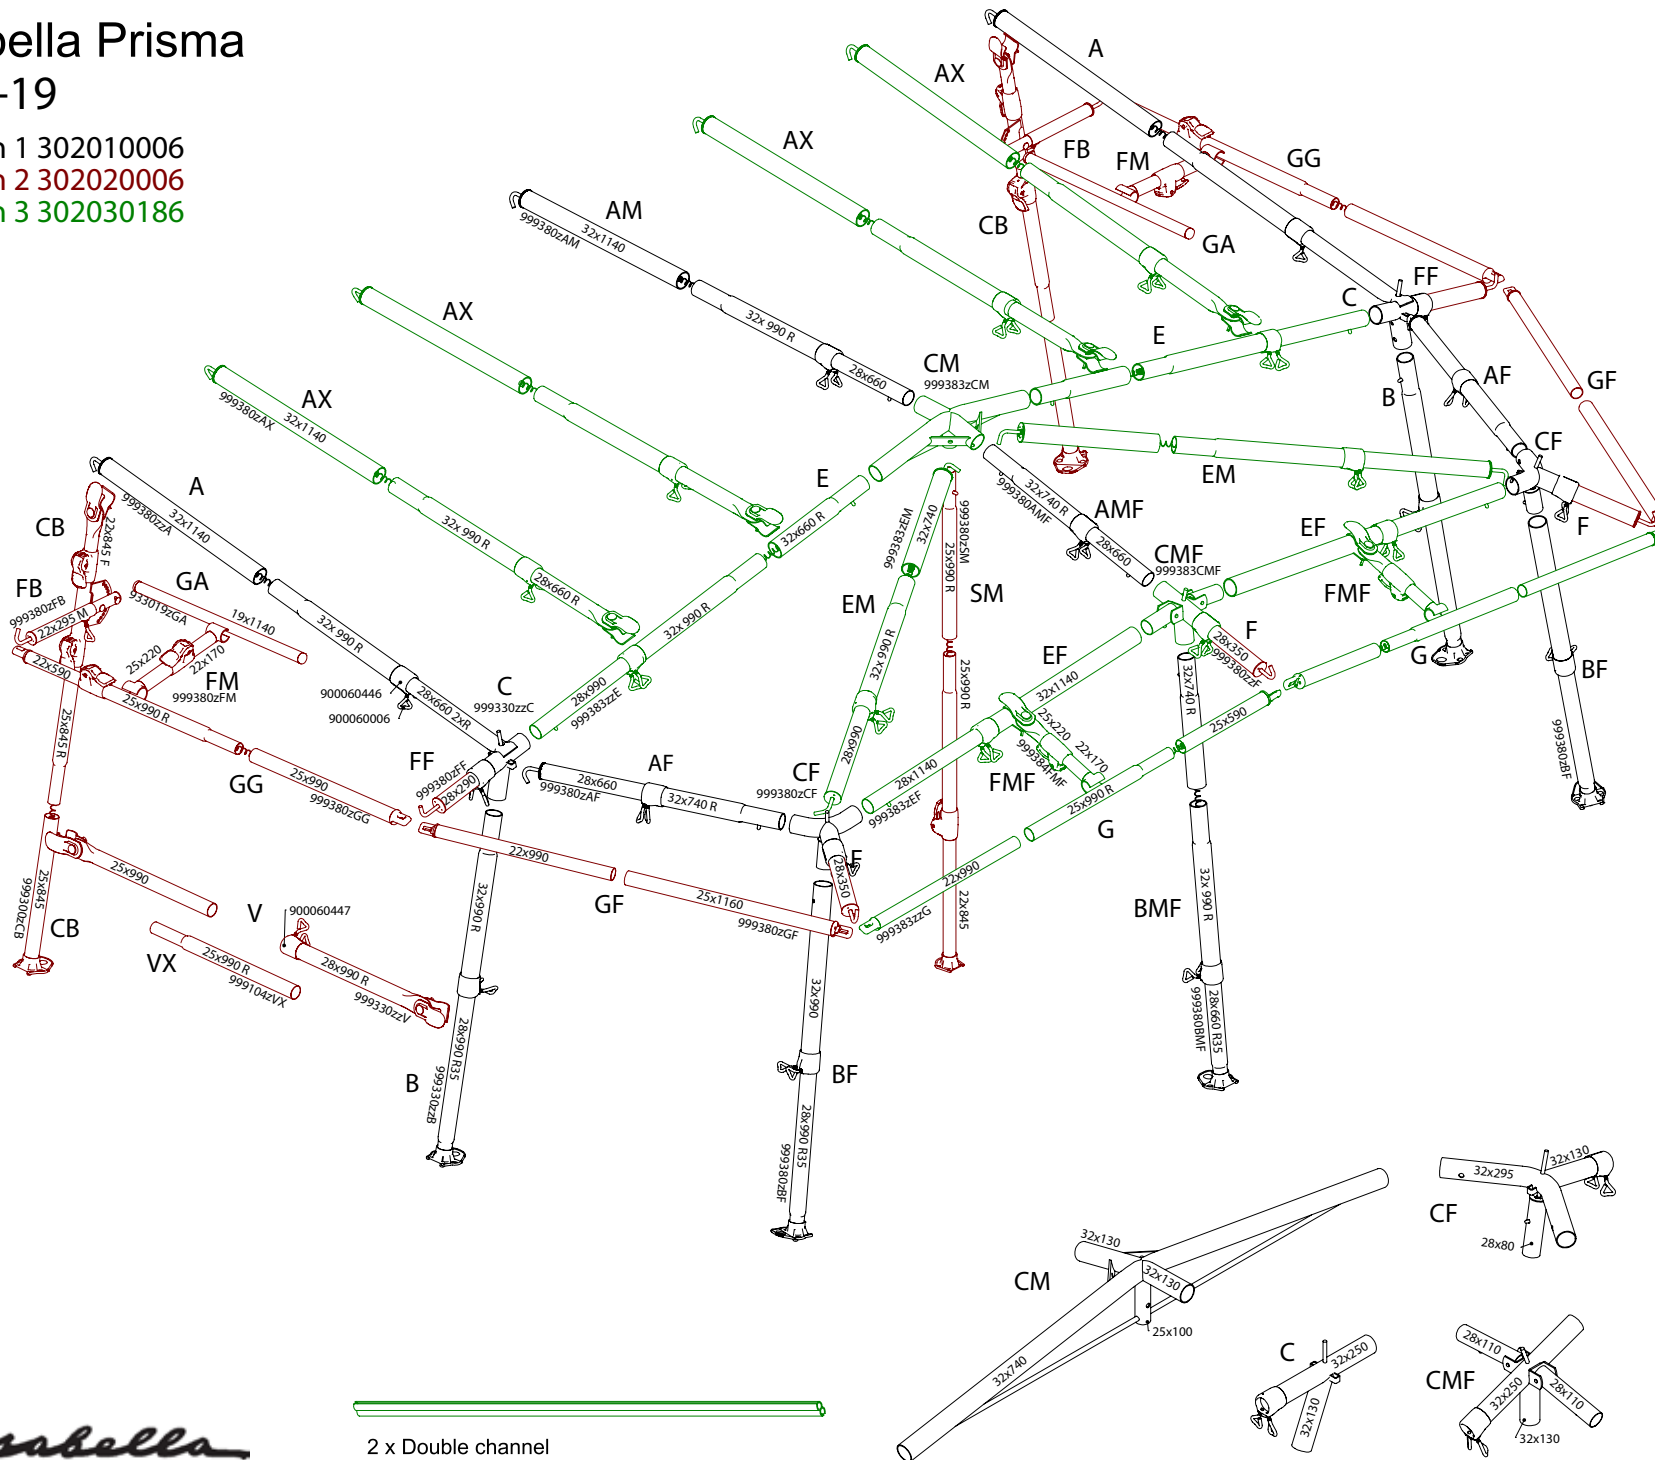 bella Prisma
-19
n 1 302010006
n 2 302020006
n 3 302030186
A
AX
AX
FB
FM
GG
AM
32x1140
999380zAM
CB
GA
C
FF
AX
32x 990 R
28x660
CM
999383zCM
E
B
AF
GF
AX
32x1140
999380zAX
CF
EM
E
A
32x1140
999380zzA
32x 990 R
28x660 R
32x660 R
32x740 R
999380AMF
AMF
28x660
F
EF
CB
22x845 F
FB
999380zFB
22x295 M
GA
933019zGA
19x1140
999383zEM
32x740
999380zSM
25x990 R
SM
CMF
999383CMF
FMF
EM
32x 990 R
32x 990 R
F
28x350
999380zzF
G
BF
22x590
25x220
22x170
FM
999380zFM
25x990 R
32x 990 R
900060446
900060006
28x660 2xR
C
999330zzC
28x990
999383zzE
EF
32x1140
32x740 R
25x990 R
25x590
25x845 R
GG
25x990
999380zGG
FF
999380zFF
28x290
AF
28x660
999380zAF
32x740 R
28x990
CF
999380zCF
25x220
22x170
999384FMF
FMF
28x1140
999383zEF
25x990 R
G
999380zBF
22x990
GF
25x1160
999380zGF
F
28x350
22x990
999383zzG
22x845
25x990
25x845
999300zCB
CB
V
900060447
VX
25x990 R
999104zVX
28x990 R
999330zzV
32x990 R
B
28x990 R35
999330zzB
32x990
BF
28x990 R35
999380zBF
BMF
32x 990 R
28x660 R35
999380BMF
32x295
32x130
CF
28x80
32x130
CM
32x130
25x100
32x740
C
32x250
32x130
28x110
CMF
32x250
28x110
32x130
sabella
2 x Double channel